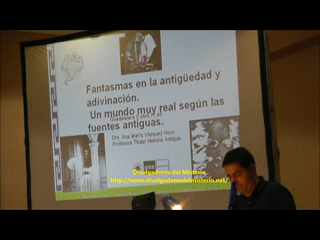 Fantasmas en la antigüedad y
adivinación.
Un mundo muy real según las
fuentes antiguas.
Dra. Ana María Vázquez Hoys.
Profesora Titular Historia Antigua.
Divulgadores del Misterio
http://www.divulgadoresdelmisterio.net/